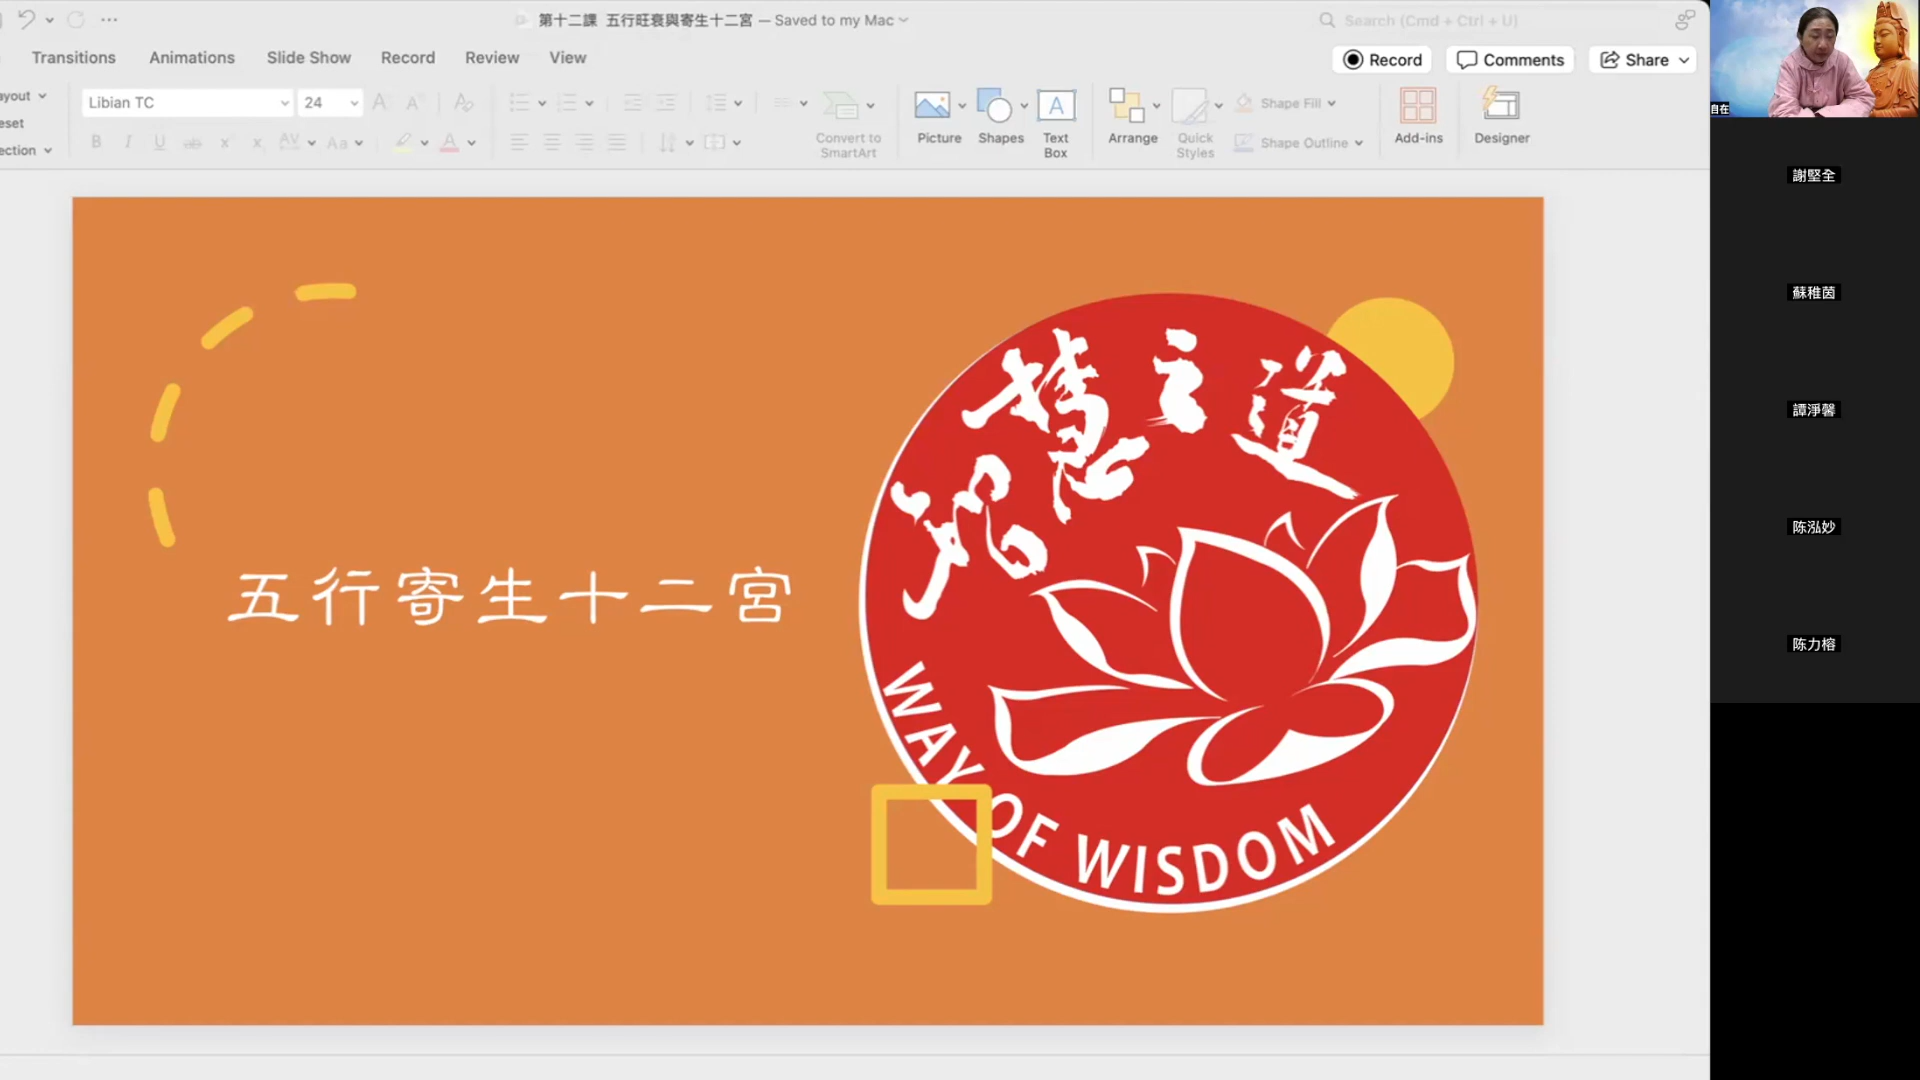 第十二課 五行旺衰與寄生十二宮 — Saved to my Mac
Search (Cmd + Ctrl + U)
Transitions
Animations
Slide Show
Record
Review
View
Record
Comments
Share
ayout
eset
ection
Libian TC
24
Convert to
SmartArt
Picture
Shapes
Text
Box
Arrange
Quick
Styles
Shape Fill
Shape Outline
Add-ins
Designer
五行寄生十二宮
智慧之道
WAY OF WISDOM
自在
謝堅全
蘇稚茵
譚淨馨
陈泓妙
陈力榕